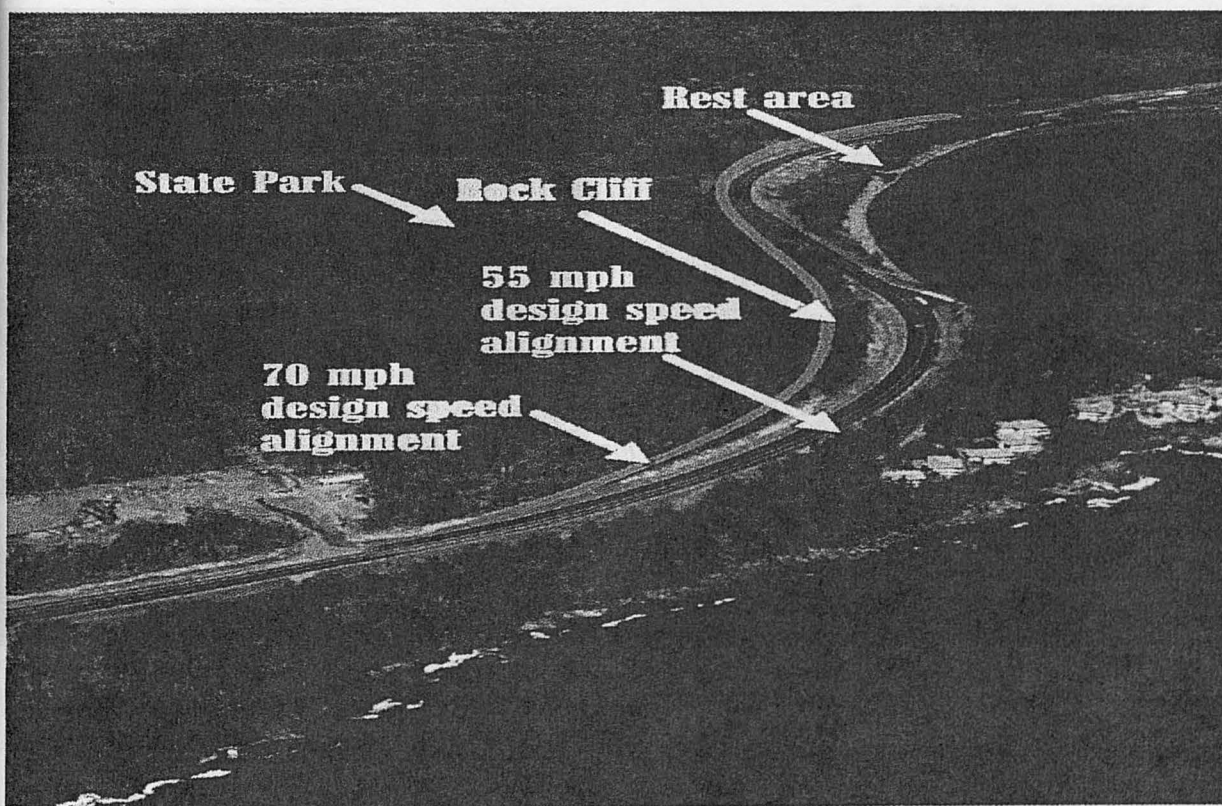 Rest area
State Park
Rock Cliff
55 mph
design speed
alignment
70 mph
design speed
alignment